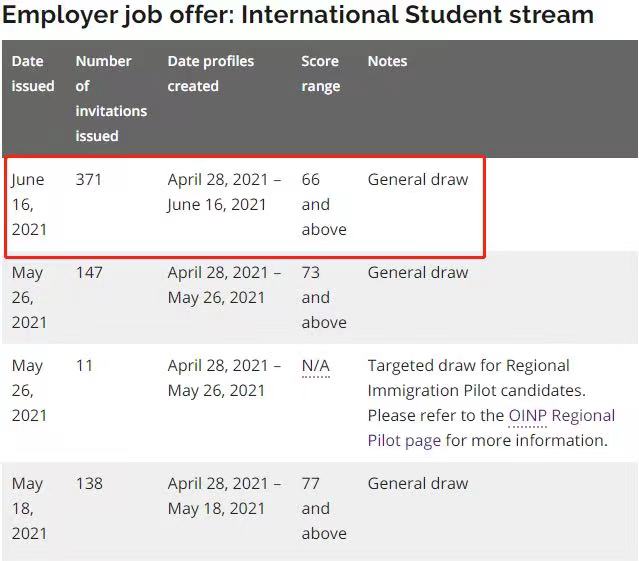 Employer job offer: International Student stream
Date issued	Number of invitations issued	Date profiles created	Score range	Notes
June 16, 2021	371	April 28, 2021 – June 16, 2021	66 and above	General draw
May 26, 2021	147	April 28, 2021 – May 26, 2021	73 and above	General draw
May 26, 2021	11	April 28, 2021 – May 26, 2021	N/A	Targeted draw for Regional Immigration Pilot candidates. Please refer to the OINP Regional Pilot page for more information.
May 18, 2021	138	April 28, 2021 – May 18, 2021	77 and above	General draw